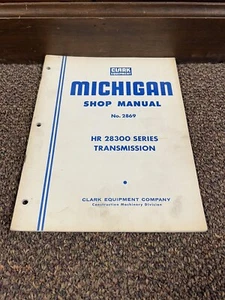 CLARK
EQUIPMENT
MICHIGAN
SHOP MANUAL
No. 2869
HR 28300 SERIES
TRANSMISSION
CLARK EQUIPMENT COMPANY
Construction Machinery Division